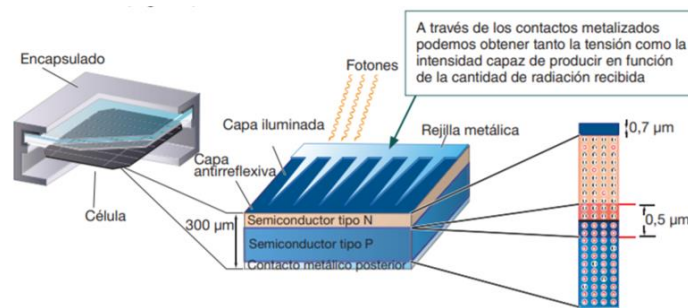 A través de los contactos metalizados
podemos obtener tanto la tensión como la
intensidad capaz de producir en función
de la cantidad de radiación recibida
Encapsulado
Fotones
Capa iluminada
Rejilla metálica
0,7 µm
Capa
antirreflexiva
Célula
300 µm
Semiconductor tipo N
0,5 µm
Semiconductor tipo P
Contacto metálico posterior